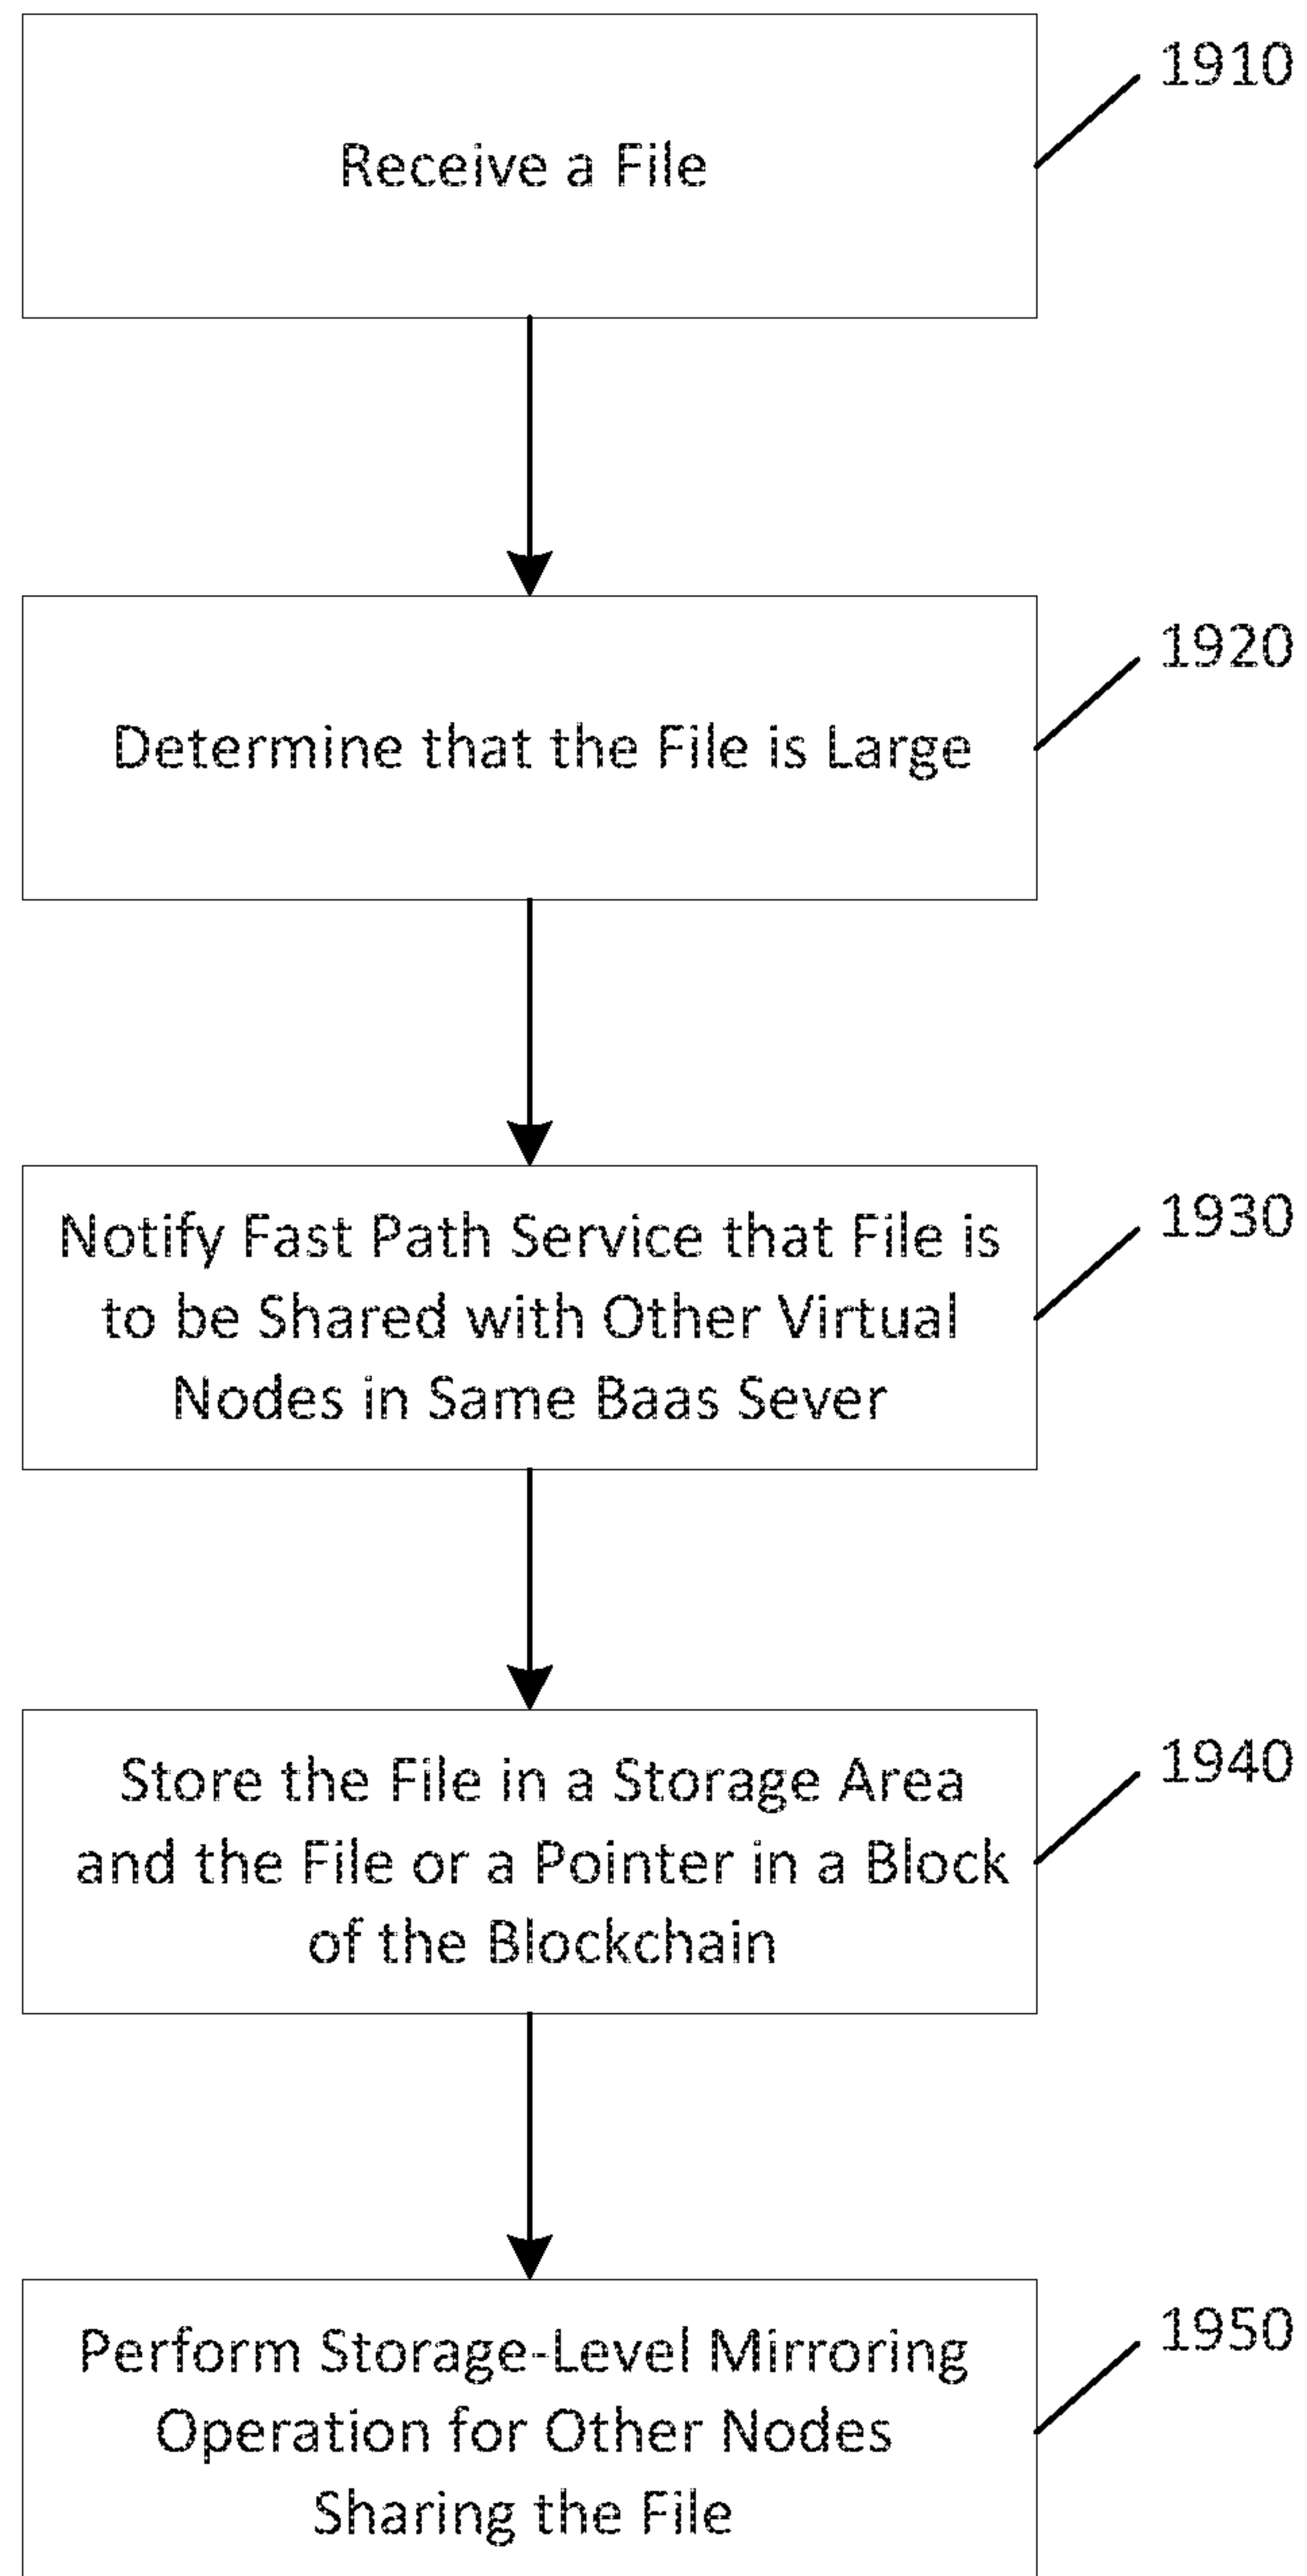 1910
Receive a File
1920
Determine that the File is Large
1930
Notify Fast Path Service that File is
to be Shared with Other Virtual
Nodes in Same Baas Sever
1940
Store the File in a Storage Area
and the File or a Pointer in a Block
of the Blockchain
1950
Perform Storage-Level Mirroring
Operation for Other Nodes
Sharing the File